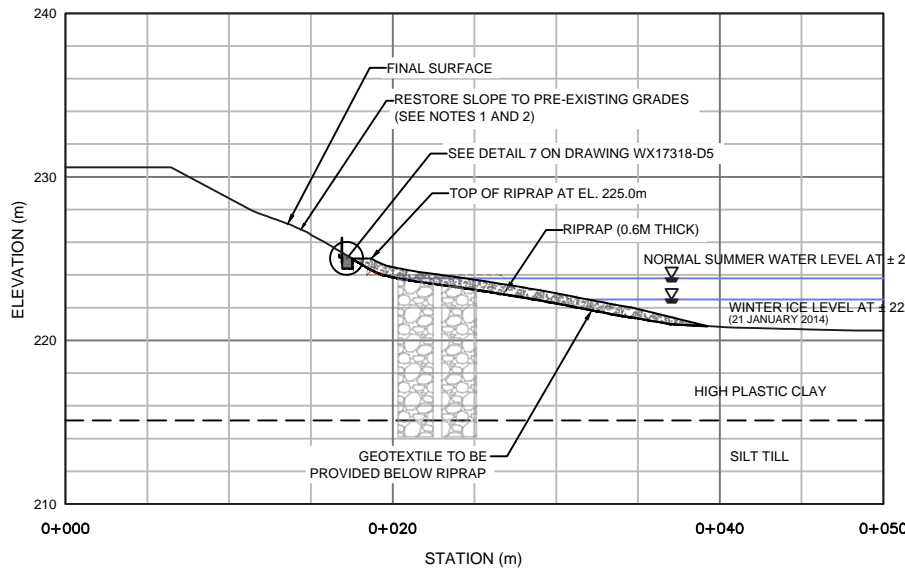 240
FINAL SURFACE
RESTORE SLOPE TO PRE-EXISTING GRADES
(SEE NOTES 1 AND 2)
SEE DETAIL 7 ON DRAWING WX17318-D5
230
TOP OF RIPRAP AT EL. 225.0m
RIPRAP (0.6M THICK)
NORMAL SUMMER WATER LEVEL AT ± 2
ELEVATION (m)
WINTER ICE LEVEL AT ± 22
(21 JANUARY 2014)
220
HIGH PLASTIC CLAY
GEOTEXTILE TO BE
PROVIDED BELOW RIPRAP
SILT TILL
210
0+000 0+020 0+040 0+050
STATION (m)